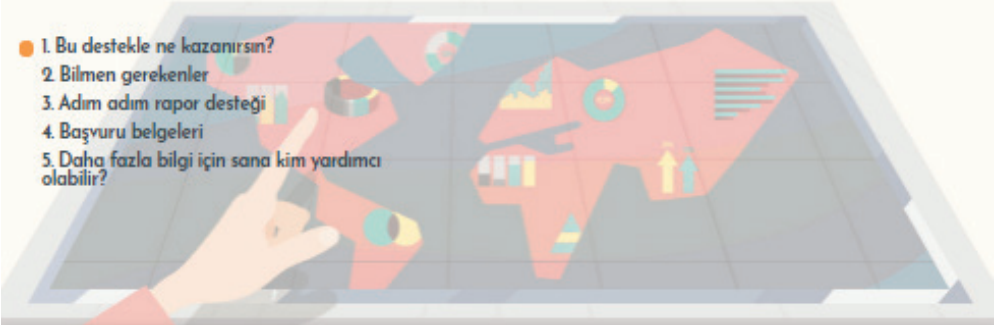 1. Bu destekle ne kazanırsın?
2. Bilmen gerekenler
3. Adım adım rapor desteği
4. Başvuru belgeleri
5. Daha fazla bilgi için sana kim yardımcı
olabilir?